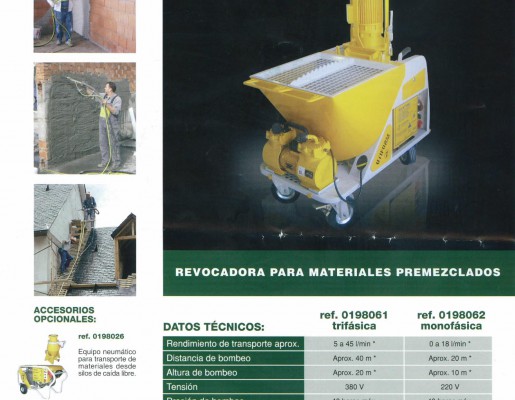 REVOCADORA PARA MATERIALES PREMEZCLADOS
ACCESORIOS
OPCIONALES:
ref. 0198026
Equipo neumático
para transporte de
materiales desde
silos de caída libre.
ref. 0198061 ref. 0198062
DATOS TÉCNICOS: trifásica monofásica
Rendimiento de transporte aprox. 5 a 45 l/min * 0 a 18 l/min *
Distancia de bombeo Aprox. 40 m * Aprox. 20 m *
Altura de bombeo Aprox. 20 m * Aprox. 10 m *
Tensión 380 V 220 V